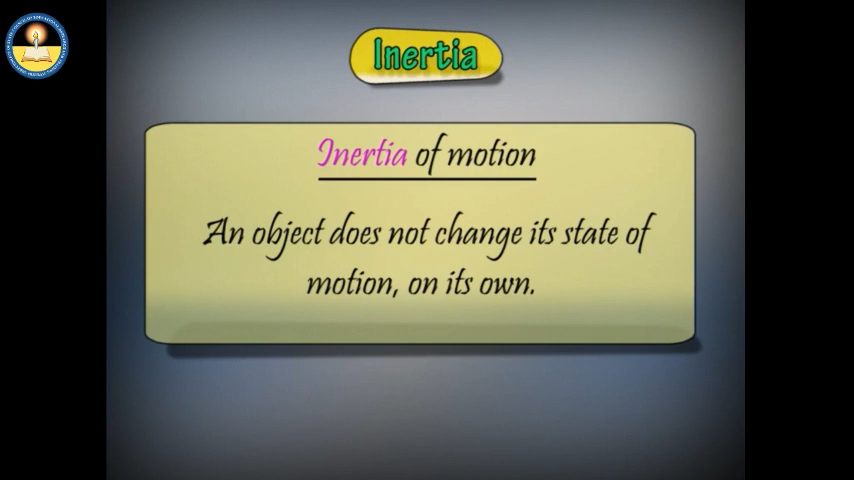 Inertia
Inertia of motion
An object does not change its state of
motion, on its own.